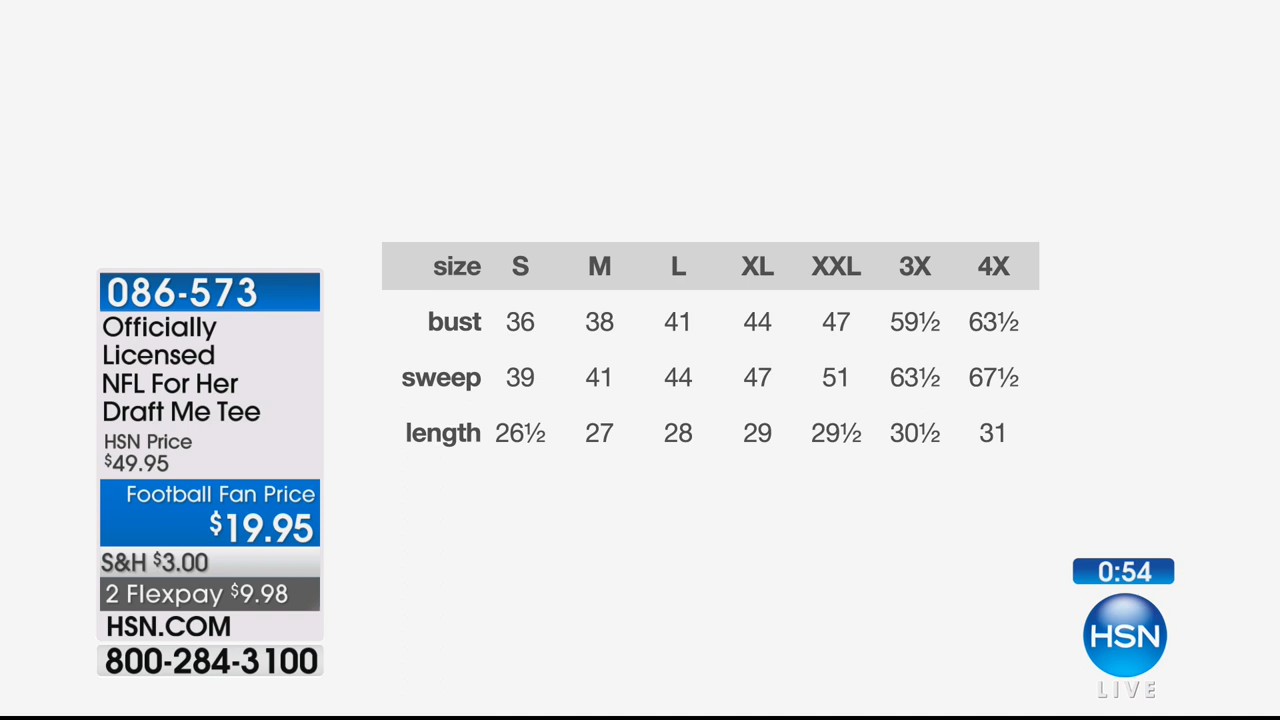 086-573
Officially
Licensed
NFL For Her
Draft Me Tee
HSN Price
$49.95
Football Fan Price
$19.95
S&H $3.00
2 Flexpay $9.98
HSN.COM
800-284-3100
size S M L XL XXL 3X 4X
bust 36 38 41 44 47 59½ 63½
sweep 39 41 44 47 51 63½ 67½
length 26½ 27 28 29 29½ 30½ 31
0:54
HSN
LIVE